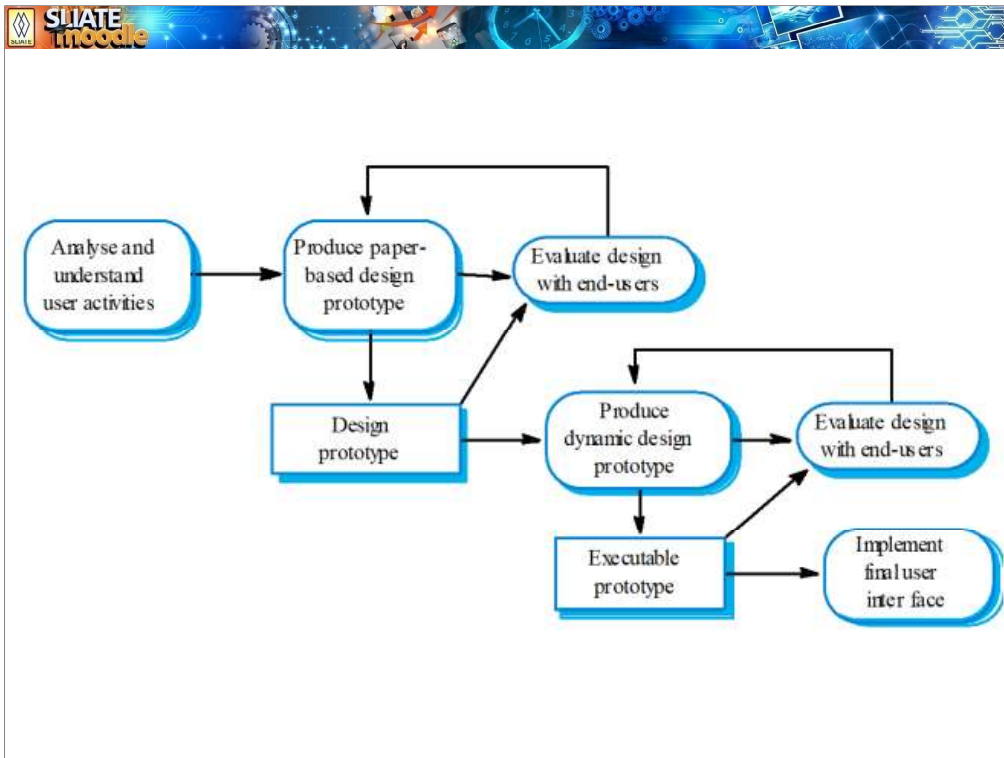 SLIATE
moodle
SLIATE
Analyse and
understand
user activities
Produce paper-
based design
prototype
Evaluate design
with end-users
Design
prototype
Produce
dynamic design
prototype
Evaluate design
with end-users
Executable
prototype
Implement
final user
inter face